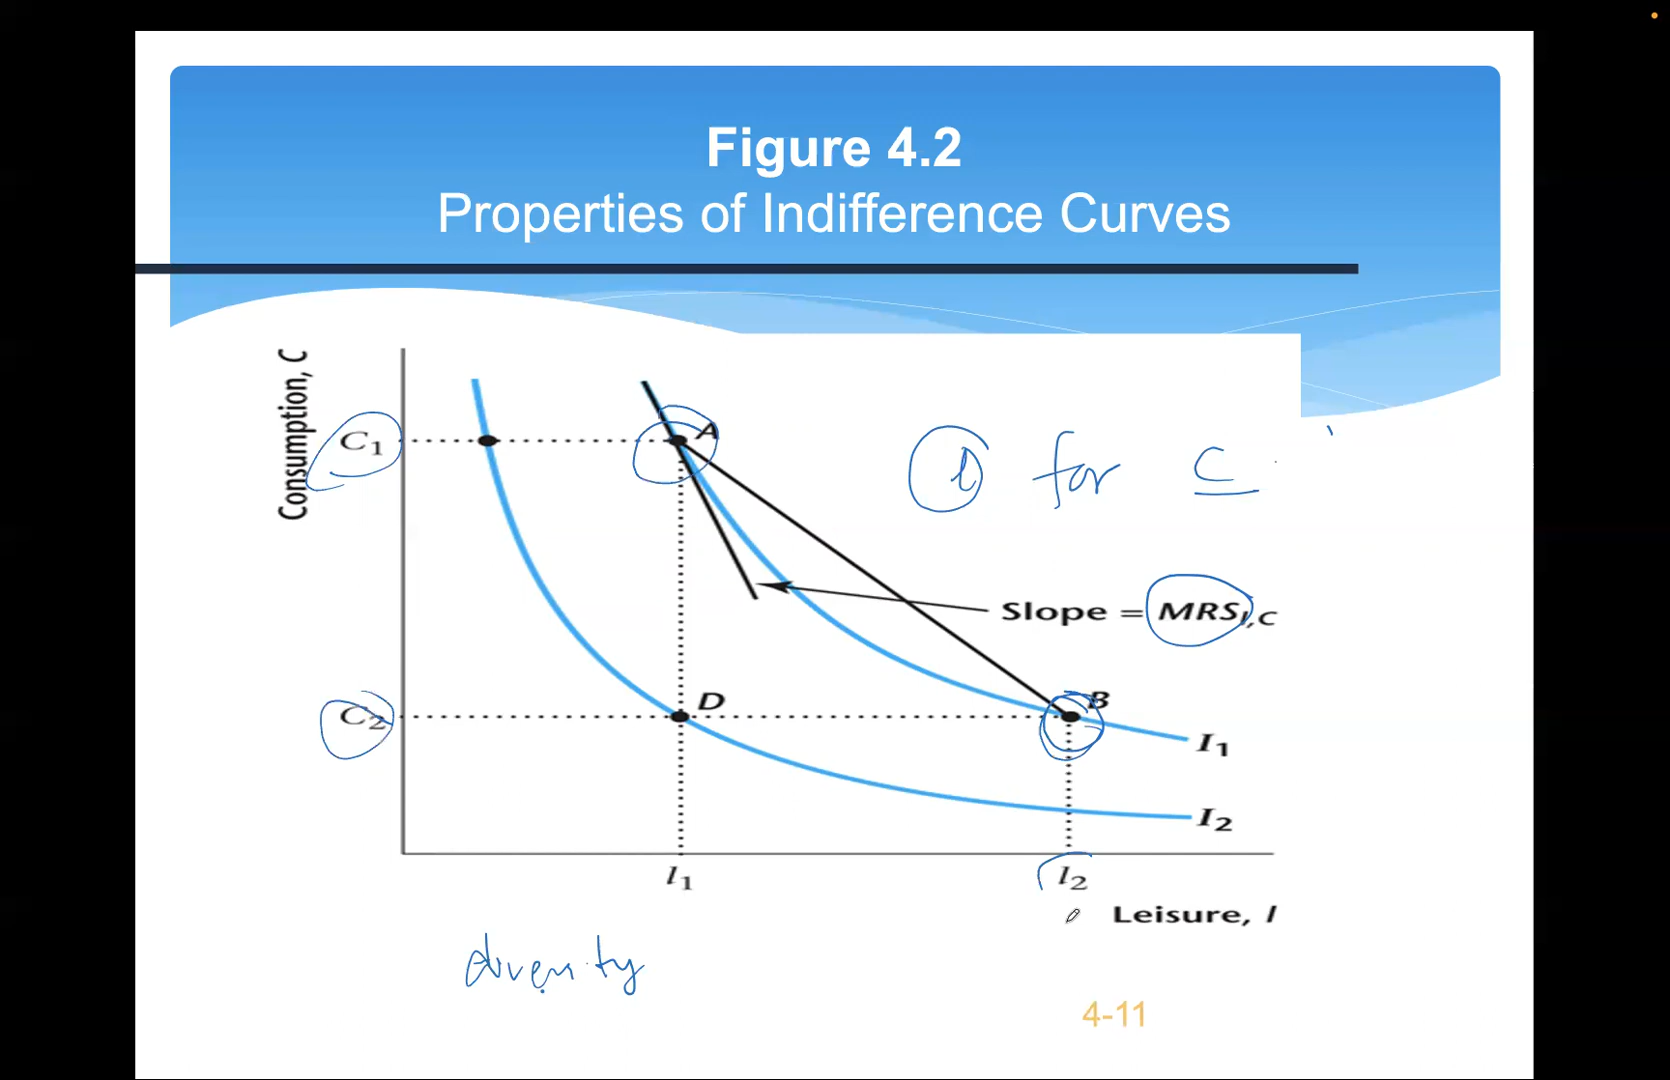 Figure 4.2
Properties of Indifference Curves
Consumption, C
C₁
A
l for C
Slope = MRSl,C
C₂
D
B
I₁
I₂
l₁
l₂
Leisure, l
diversity
4-11